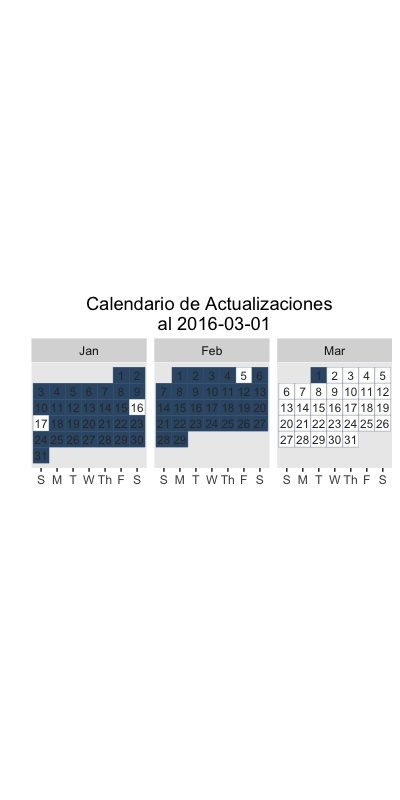 Calendario de Actualizaciones
al 2016-03-01
Jan Feb Mar
1 2 1 2 3 4 5 6 1 2 3 4 5
3 4 5 6 7 8 9 7 8 9 10 11 12 13 6 7 8 9 10 11 12
10 11 12 13 14 15 16 14 15 16 17 18 19 20 13 14 15 16 17 18 19
17 18 19 20 21 22 23 21 22 23 24 25 26 27 20 21 22 23 24 25 26
24 25 26 27 28 29 30 28 29 27 28 29 30 31
31
S M T W Th F S S M T W Th F S S M T W Th F S